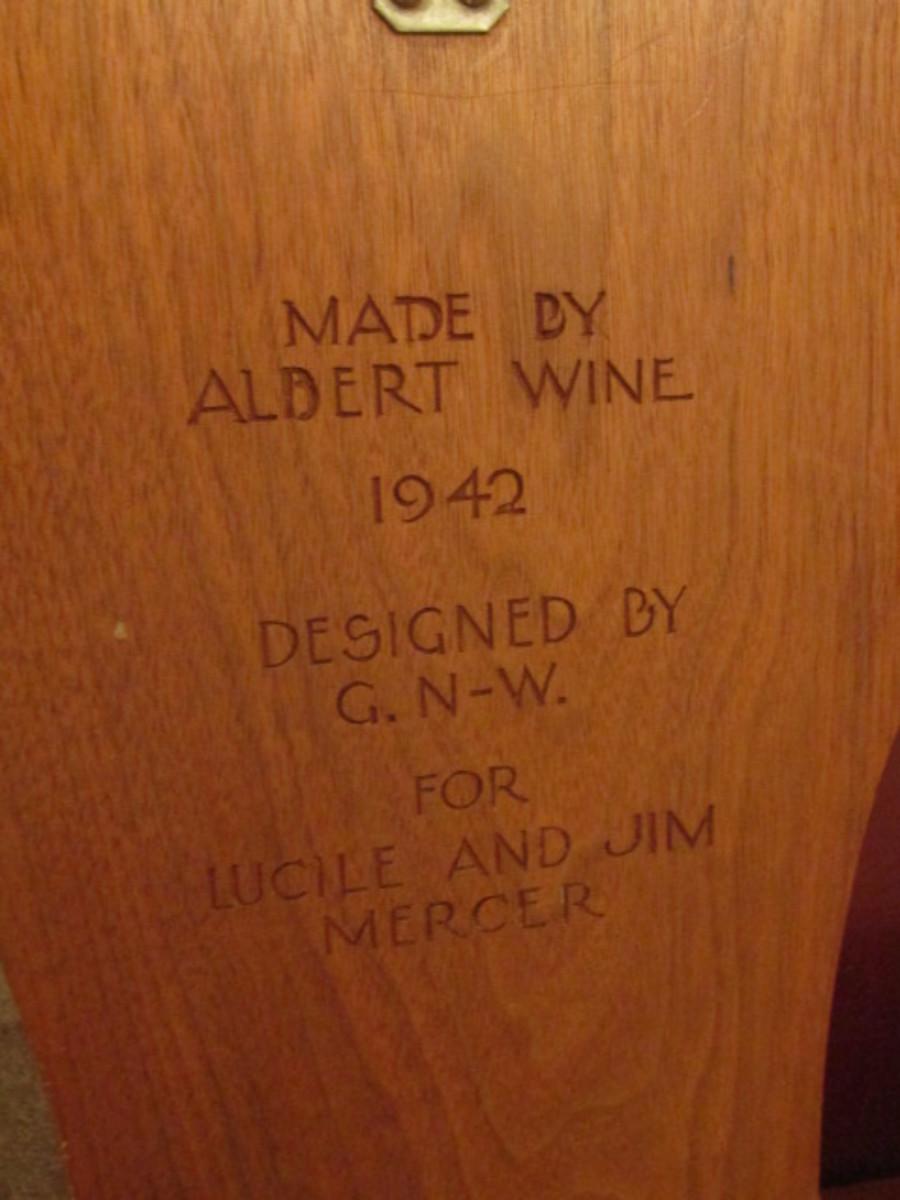 MADE BY
ALBERT WINE
1942
DESIGNED BY
G. N-W.
FOR
LUCILE AND JIM
MERCER